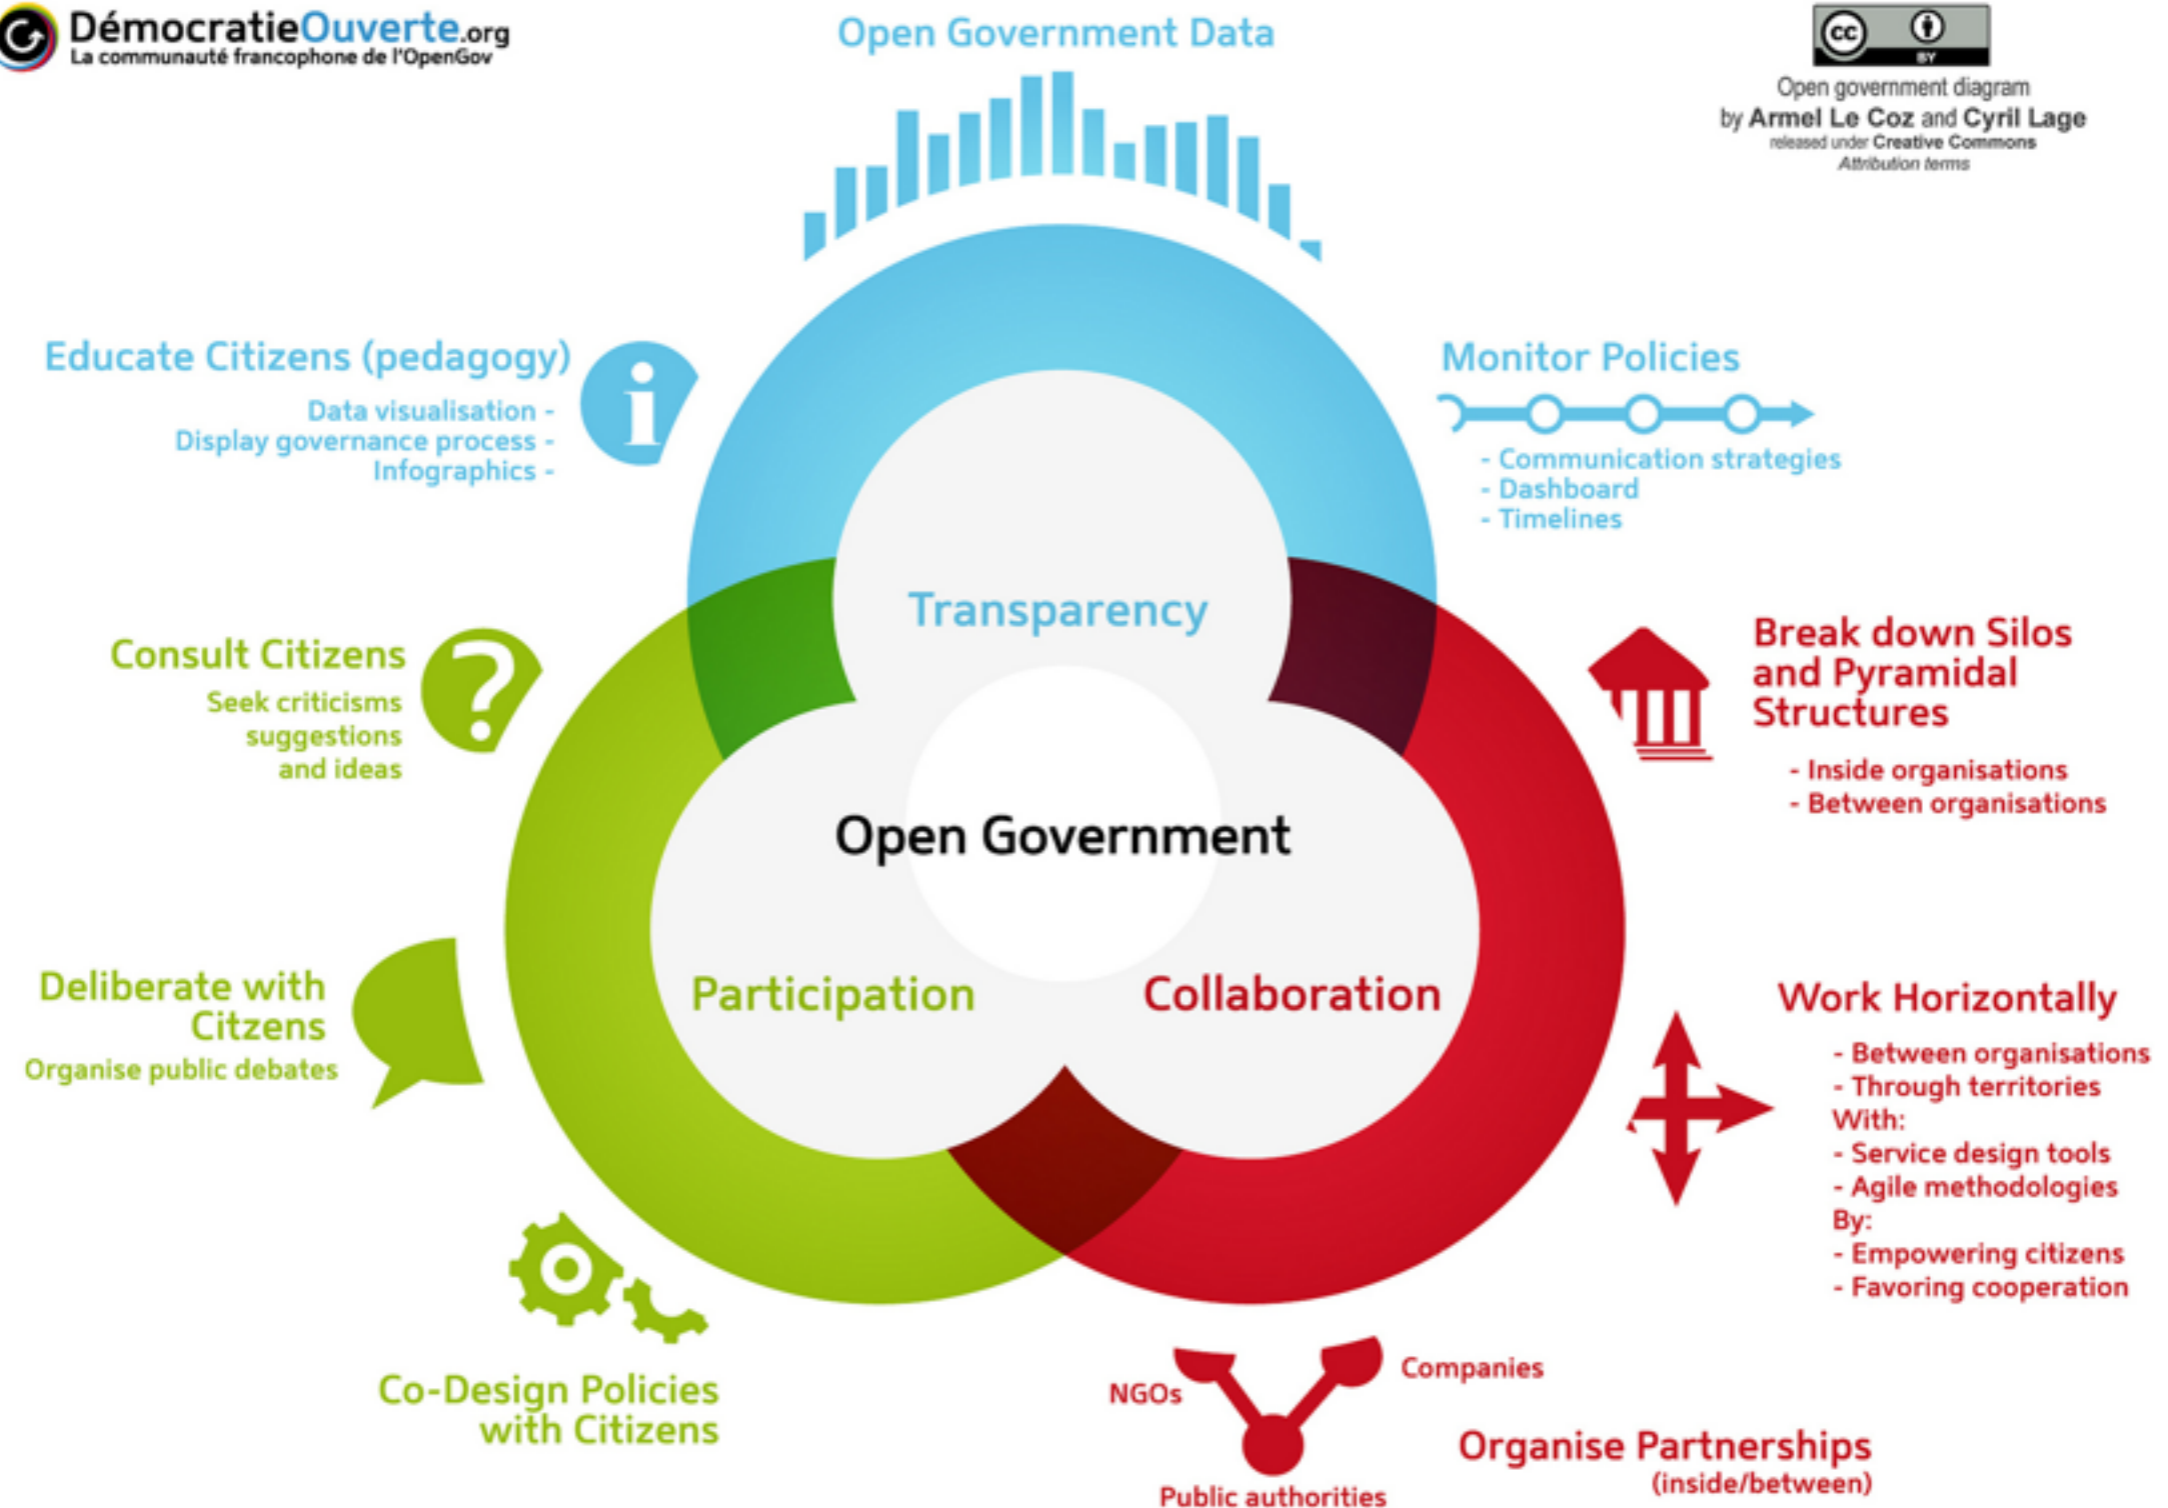 DémocratieOuverte.org
La communauté francophone de l'OpenGov
Open Government Data
cc
BY
Open government diagram
by Armel Le Coz and Cyril Lage
released under Creative Commons
Attribution terms
Educate Citizens (pedagogy)
Data visualisation -
Display governance process -
Infographics -
i
Monitor Policies
- Communication strategies
- Dashboard
- Timelines
Transparency
Consult Citizens
Seek criticisms
suggestions
and ideas
?
Break down Silos
and Pyramidal
Structures
- Inside organisations
- Between organisations
Open Government
Participation
Collaboration
Deliberate with
Citzens
Organise public debates
Work Horizontally
- Between organisations
- Through territories
With:
- Service design tools
- Agile methodologies
By:
- Empowering citizens
- Favoring cooperation
Co-Design Policies
with Citizens
NGOs
Companies
Public authorities
Organise Partnerships
(inside/between)